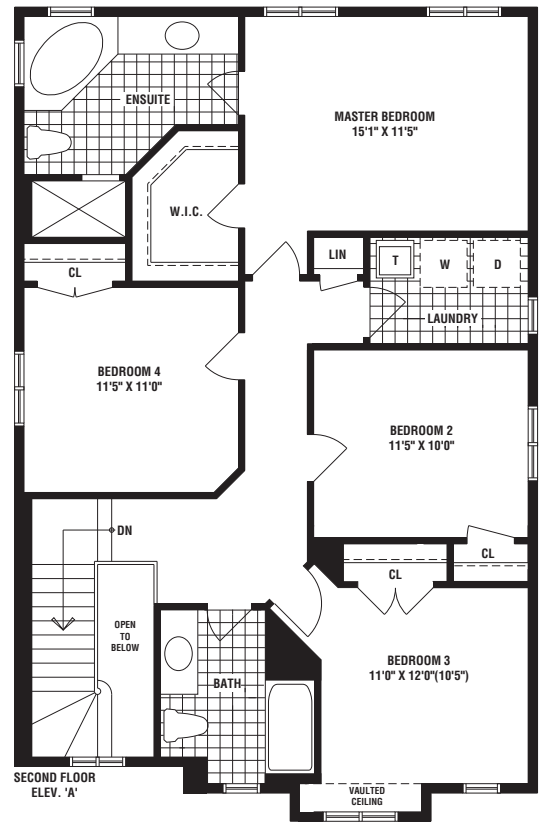 ENSUITE
MASTER BEDROOM
15'1" X 11'5"
W.I.C.
LIN
T
W
D
CL
LAUNDRY
BEDROOM 4
11'5" X 11'0"
BEDROOM 2
11'5" X 10'0"
DN
CL
CL
OPEN
TO
BELOW
BEDROOM 3
11'0" X 12'0"(10'5")
BATH
SECOND FLOOR
ELEV. 'A'
VAULTED
CEILING